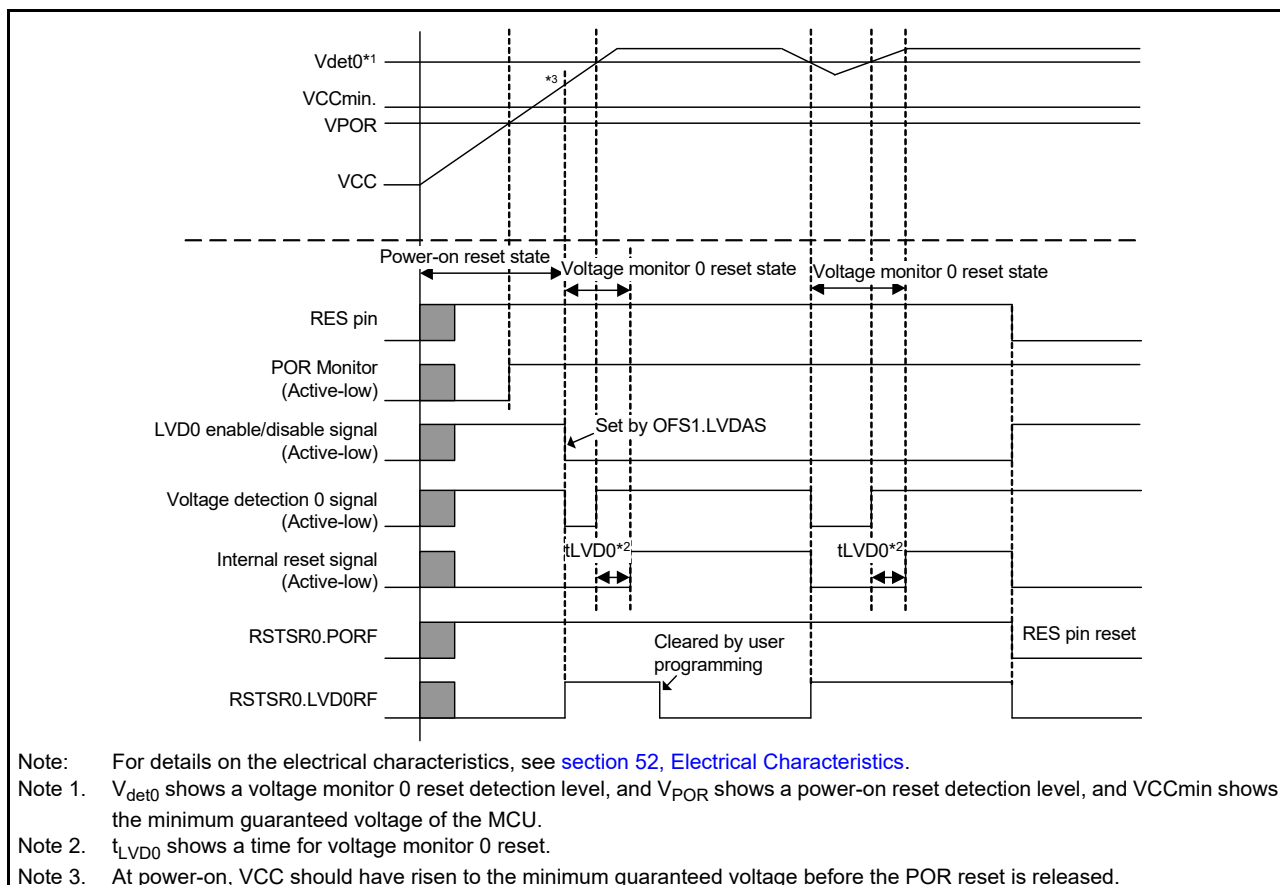 Vdet0*1
*3
VCCmin.
VPOR
VCC
Power-on reset state
Voltage monitor 0 reset state
Voltage monitor 0 reset state
RES pin
POR Monitor
(Active-low)
LVD0 enable/disable signal
(Active-low)
Set by OFS1.LVDAS
Voltage detection 0 signal
(Active-low)
Internal reset signal
(Active-low)
tLVD0*2
tLVD0*2
RSTSR0.PORF
RES pin reset
Cleared by user
programming
RSTSR0.LVD0RF
Note: For details on the electrical characteristics, see section 52, Electrical Characteristics.
Note 1. Vdet0 shows a voltage monitor 0 reset detection level, and VPOR shows a power-on reset detection level, and VCCmin shows
the minimum guaranteed voltage of the MCU.
Note 2. tLVD0 shows a time for voltage monitor 0 reset.
Note 3. At power-on, VCC should have risen to the minimum guaranteed voltage before the POR reset is released.